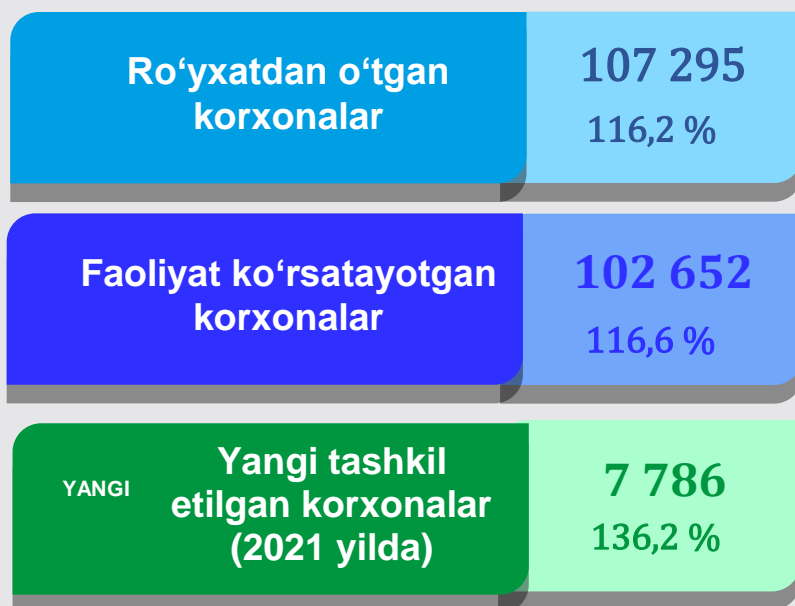 Ro‘yxatdan o‘tgan
korxonalar
107 295
116,2 %
Faoliyat ko‘rsatayotgan
korxonalar
102 652
116,6 %
YANGI
Yangi tashkil
etilgan korxonalar
(2021 yilda)
7 786
136,2 %